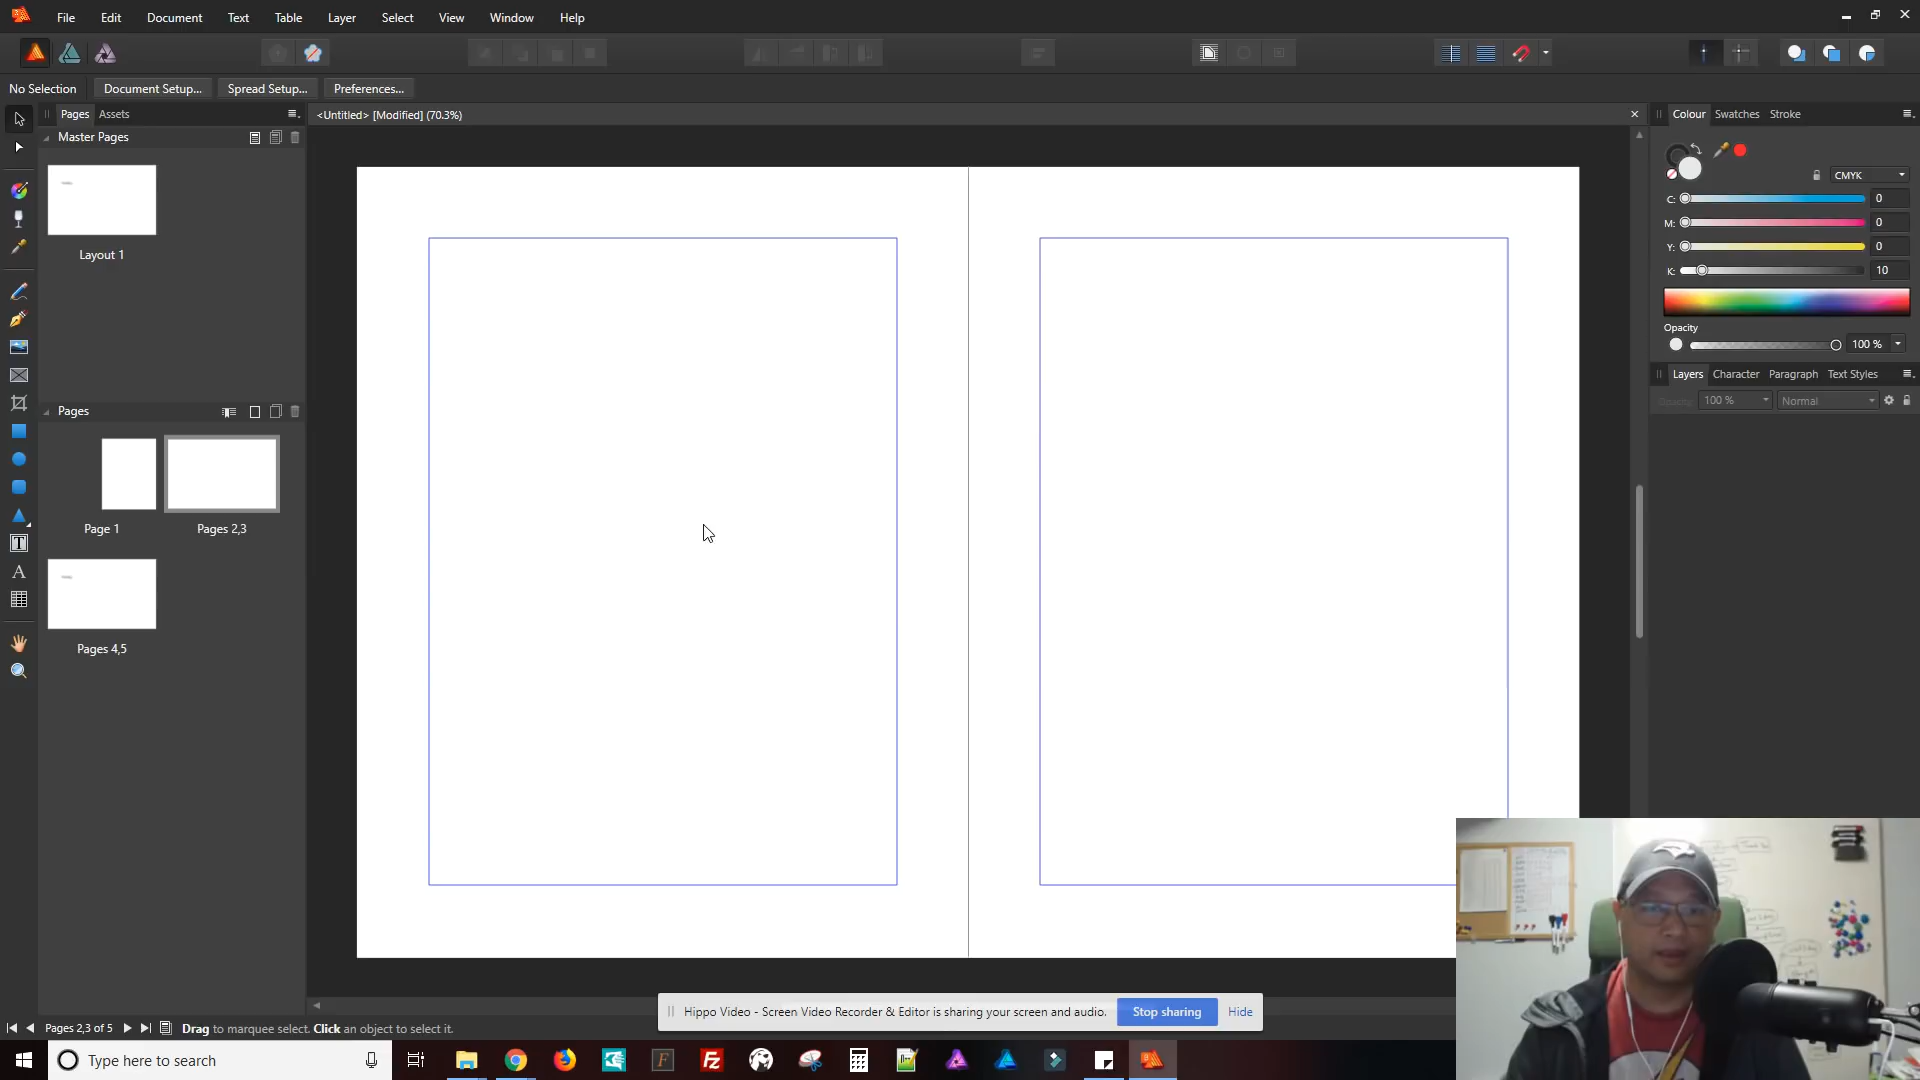 File Edit Document Text Table Layer Select View Window Help
No Selection Document Setup... Spread Setup... Preferences...
Pages Assets
<Untitled> [Modified] (70.3%)
Colour Swatches Stroke
Master Pages
Layout 1
CMYK
C: 0
M: 0
Y: 0
K: 10
Opacity
100 %
Layers Character Paragraph Text Styles
Opacity: 100 % Normal
Pages
Page 1
Pages 2,3
Pages 4,5
T
A
Hippo Video - Screen Video Recorder & Editor is sharing your screen and audio. Stop sharing Hide
Pages 2,3 of 5 Drag to marquee select. Click an object to select it.
Type here to search